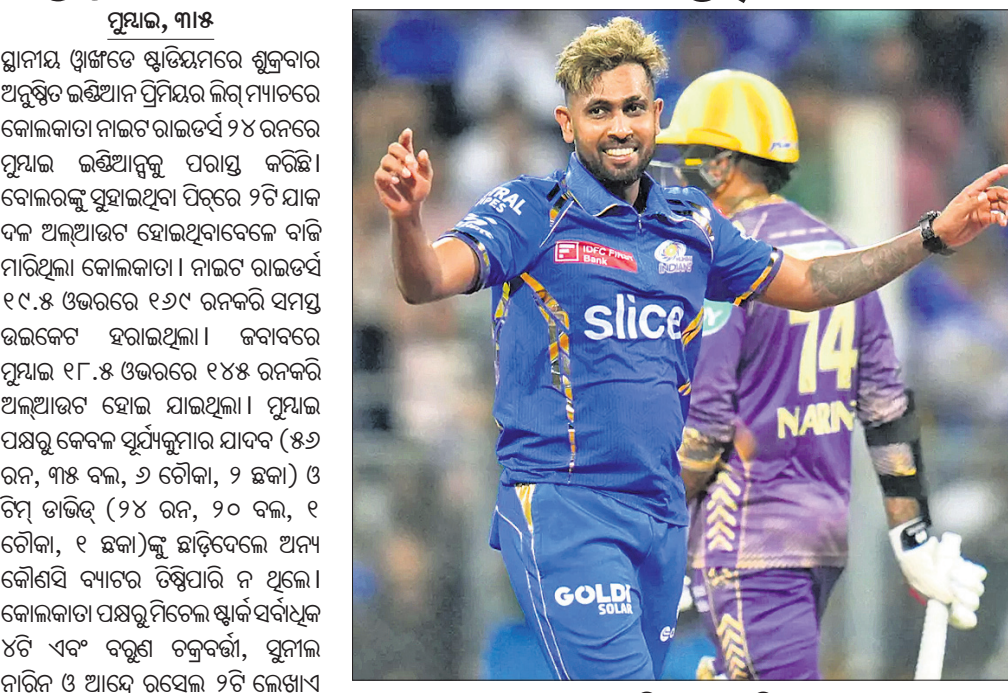 ମୁମ୍ବାଇ, ୩।୫
ସ୍ଥାନୀୟ ୱାଙ୍ଖଡେ ଷ୍ଟାଡିୟମରେ ଶୁକ୍ରବାର
ଅନୁଷ୍ଠିତ ଇଣ୍ଡିଆନ ପ୍ରିମିୟର ଲିଗ୍ ମ୍ୟାଚରେ
କୋଲକାତା ନାଇଟ ରାଇଡର୍ସ ୨୪ ରନରେ
ମୁମ୍ବାଇ ଇଣ୍ଡିଆନ୍ସକୁ ପରାସ୍ତ କରିଛି।
ବୋଲରଙ୍କୁ ସୁହାଇଥିବା ପିଚ୍‌ରେ ୨ଟି ଯାକ
ଦଳ ଅଲ୍‌ଆଉଟ ହୋଇଥିବାବେଳେ ବାଜି
ମାରିଥିଲା କୋଲକାତା। ନାଇଟ ରାଇଡର୍ସ
୧୯.୫ ଓଭରରେ ୧୬୯ ରନକରି ସମସ୍ତ
ଉଇକେଟ ହରାଇଥିଲା। ଜବାବରେ
ମୁମ୍ବାଇ ୧୮.୫ ଓଭରରେ ୧୪୫ ରନକରି
ଅଲ୍‌ଆଉଟ ହୋଇ ଯାଇଥିଲା। ମୁମ୍ବାଇ
ପକ୍ଷରୁ କେବଳ ସୂର୍ଯ୍ୟକୁମାର ଯାଦବ (୫୬
ରନ, ୩୫ ବଲ, ୬ ଚୌକା, ୨ ଛକା) ଓ
ଟିମ୍ ଡାଭିଡ୍ (୨୪ ରନ, ୨୦ ବଲ, ୧
ଚୌକା, ୧ ଛକା)ଙ୍କୁ ଛାଡ଼ିଦେଲେ ଅନ୍ୟ
କୌଣସି ବ୍ୟାଟର ତିଷ୍ଠିପାରି ନ ଥିଲେ।
କୋଲକାତା ପକ୍ଷରୁ ମିଚେଲ ଷ୍ଟାର୍କ ସର୍ବାଧିକ
୪ଟି ଏବଂ ବରୁଣ ଚକ୍ରବର୍ତ୍ତୀ, ସୁନୀଲ
ନାରିନ ଓ ଆନ୍ଦ୍ରେ ରସେଲ ୨ଟି ଲେଖାଏଁ
IDFC FIRST
Bank
INDIANS
slice
14
NARIN
GOLDI
SOLAR